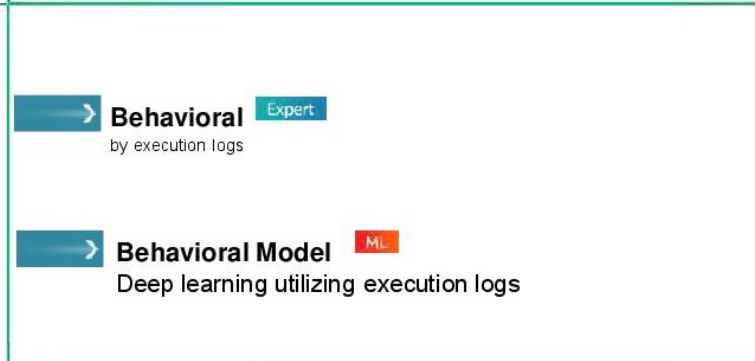 Behavioral Expert
by execution logs
Behavioral Model ML
Deep learning utilizing execution logs